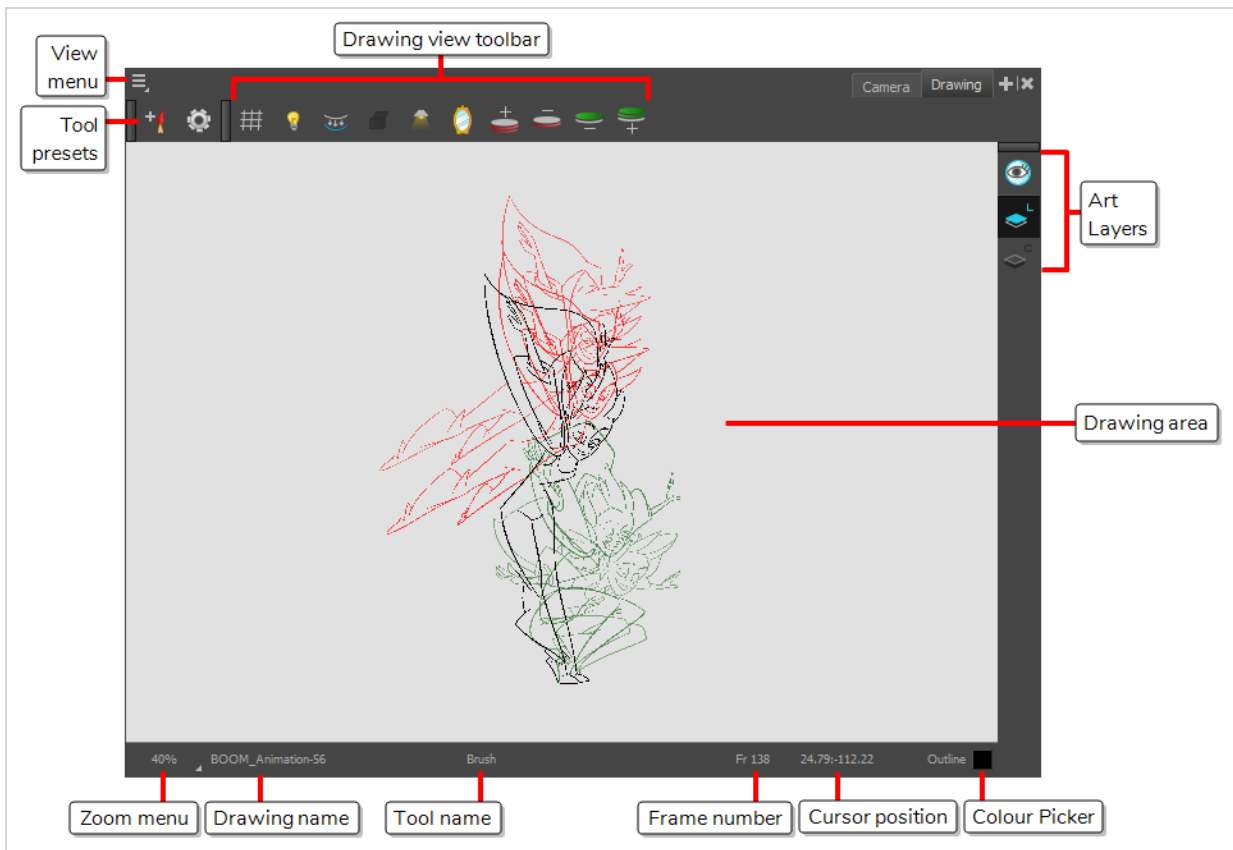 Drawing view toolbar
View
menu
Camera
Drawing
Tool
presets
L
Art
Layers
C
Drawing area
40%
BOOM_Animation-56
Brush
Fr 138
24.79:-112.22
Outline
Zoom menu
Drawing name
Tool name
Frame number
Cursor position
Colour Picker